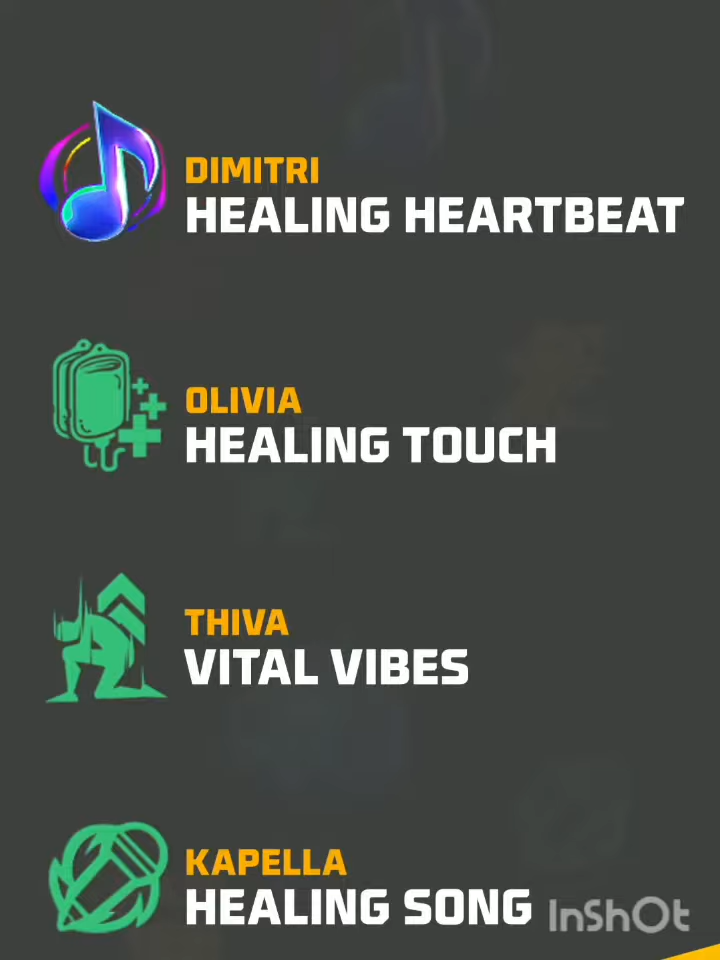 DIMITRI
HEALING HEARTBEAT
OLIVIA
HEALING TOUCH
THIVA
VITAL VIBES
KAPELLA
HEALING SONG
InShOt